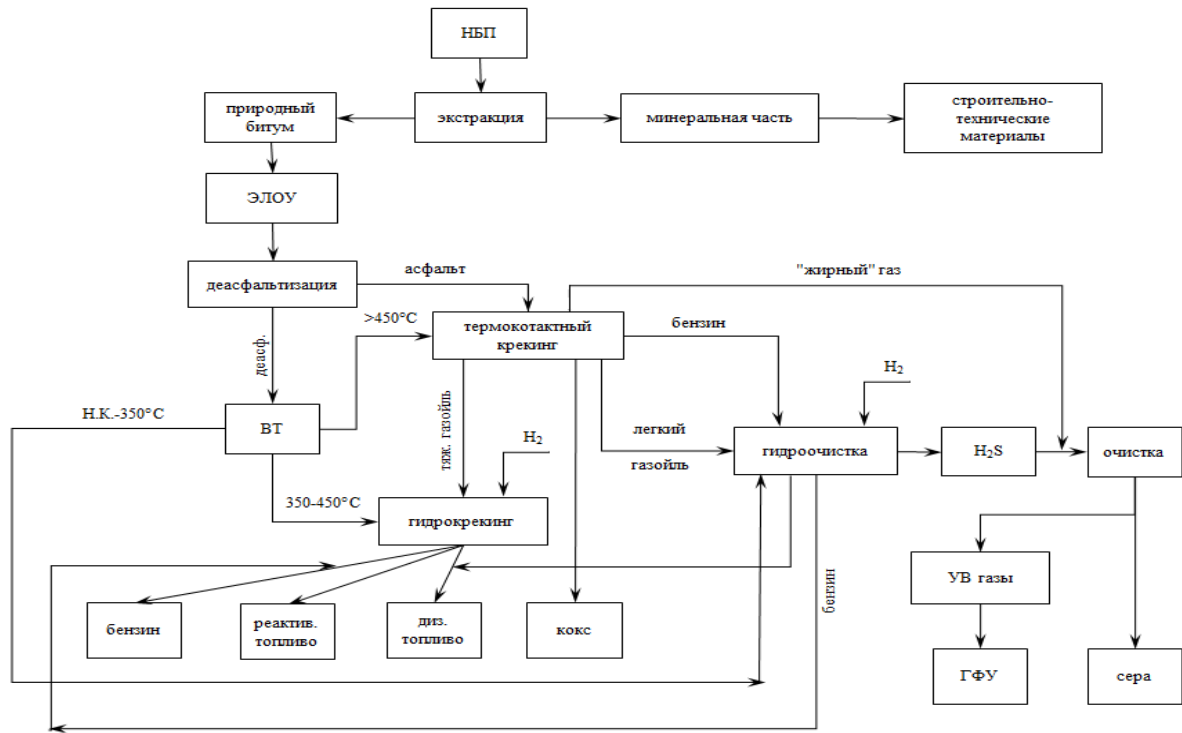 НБП
природный
битум
экстракция
минеральная часть
строительно-
технические
материалы
ЭЛОУ
деасфальтизация
асфальт
"жирный" газ
>450°C
термокотактный
крекинг
бензин
деасф.
H₂
Н.К.-350°C
ВТ
тяж. газойль
H₂
легкий
газойль
гидроочистка
H₂S
очистка
350-450°C
гидрокрекинг
бензин
УВ газы
бензин
реактив.
топливо
диз.
топливо
кокс
ГФУ
сера